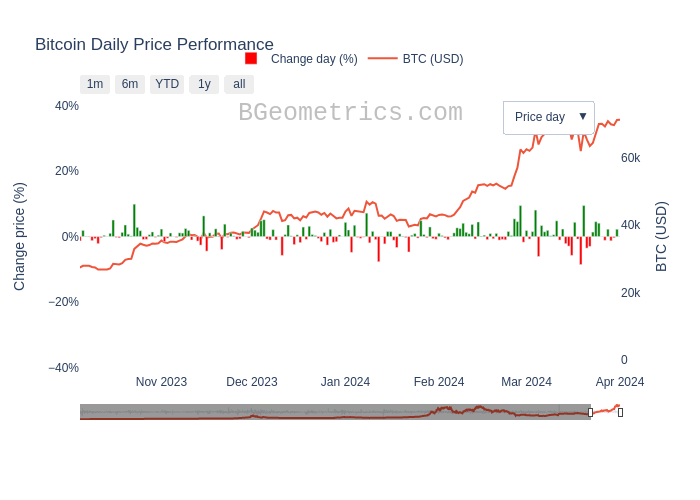 Bitcoin Daily Price Performance
Change day (%)
BTC (USD)
1m
6m
YTD
1y
all
BGeometrics.com
Price day ▼
40%
20%
0%
−20%
−40%
Change price (%)
60k
40k
20k
0
BTC (USD)
Nov 2023
Dec 2023
Jan 2024
Feb 2024
Mar 2024
Apr 2024